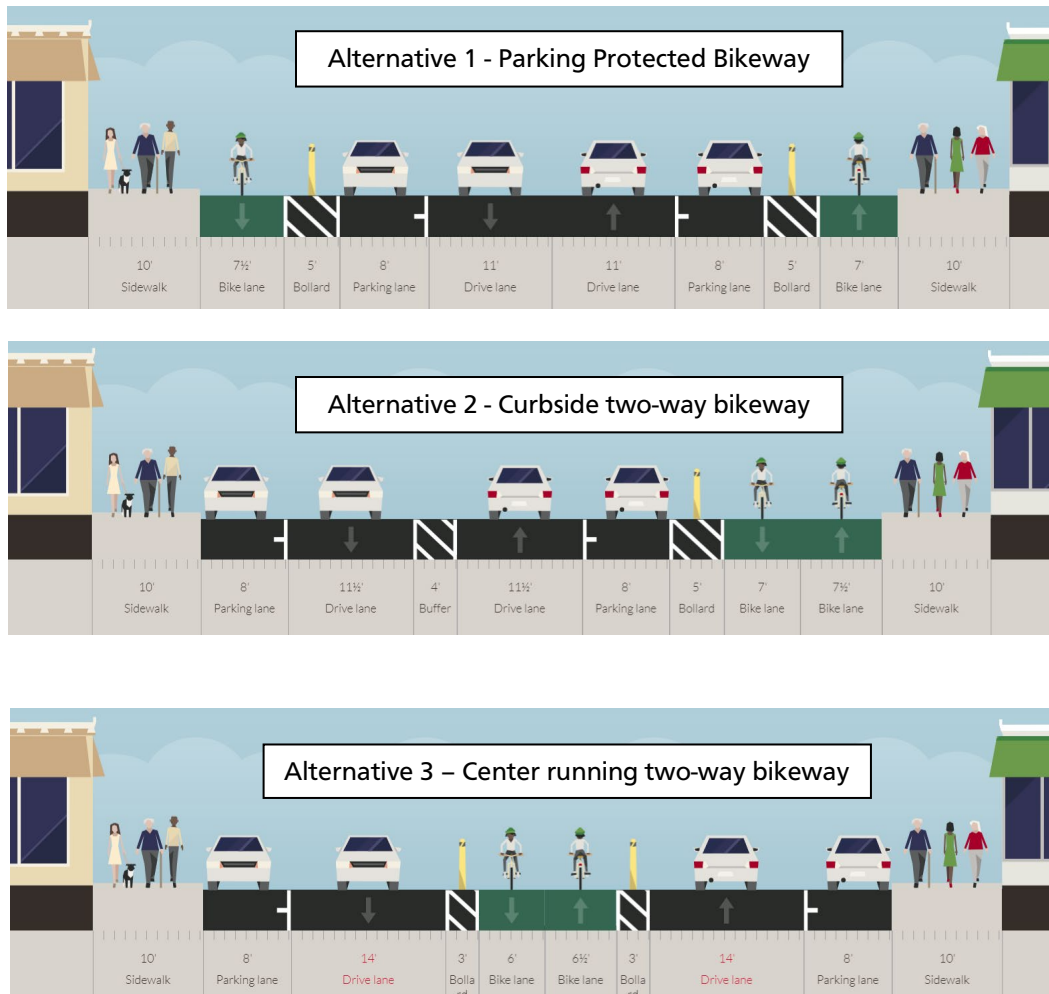 Alternative 1 - Parking Protected Bikeway
10' 7½' 5' 8' 11' 11' 8' 5' 7' 10'
Sidewalk Bike lane Bollard Parking lane Drive lane Drive lane Parking lane Bollard Bike lane Sidewalk
Alternative 2 - Curbside two-way bikeway
10' 8' 11½' 4' 11½' 8' 5' 7' 7½' 10'
Sidewalk Parking lane Drive lane Buffer Drive lane Parking lane Bollard Bike lane Bike lane Sidewalk
Alternative 3 – Center running two-way bikeway
10' 8' 14' 3' 6' 6½' 3' 14' 8' 10'
Sidewalk Parking lane Drive lane Bolla Bike lane Bike lane Bolla Drive lane Parking lane Sidewalk
rd rd